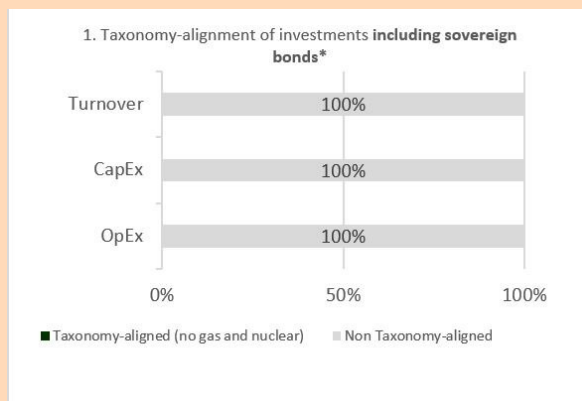 1. Taxonomy-alignment of investments including sovereign
bonds*
Turnover
100%
CapEx
100%
OpEx
100%
0% 50% 100%
Taxonomy-aligned (no gas and nuclear) Non Taxonomy-aligned